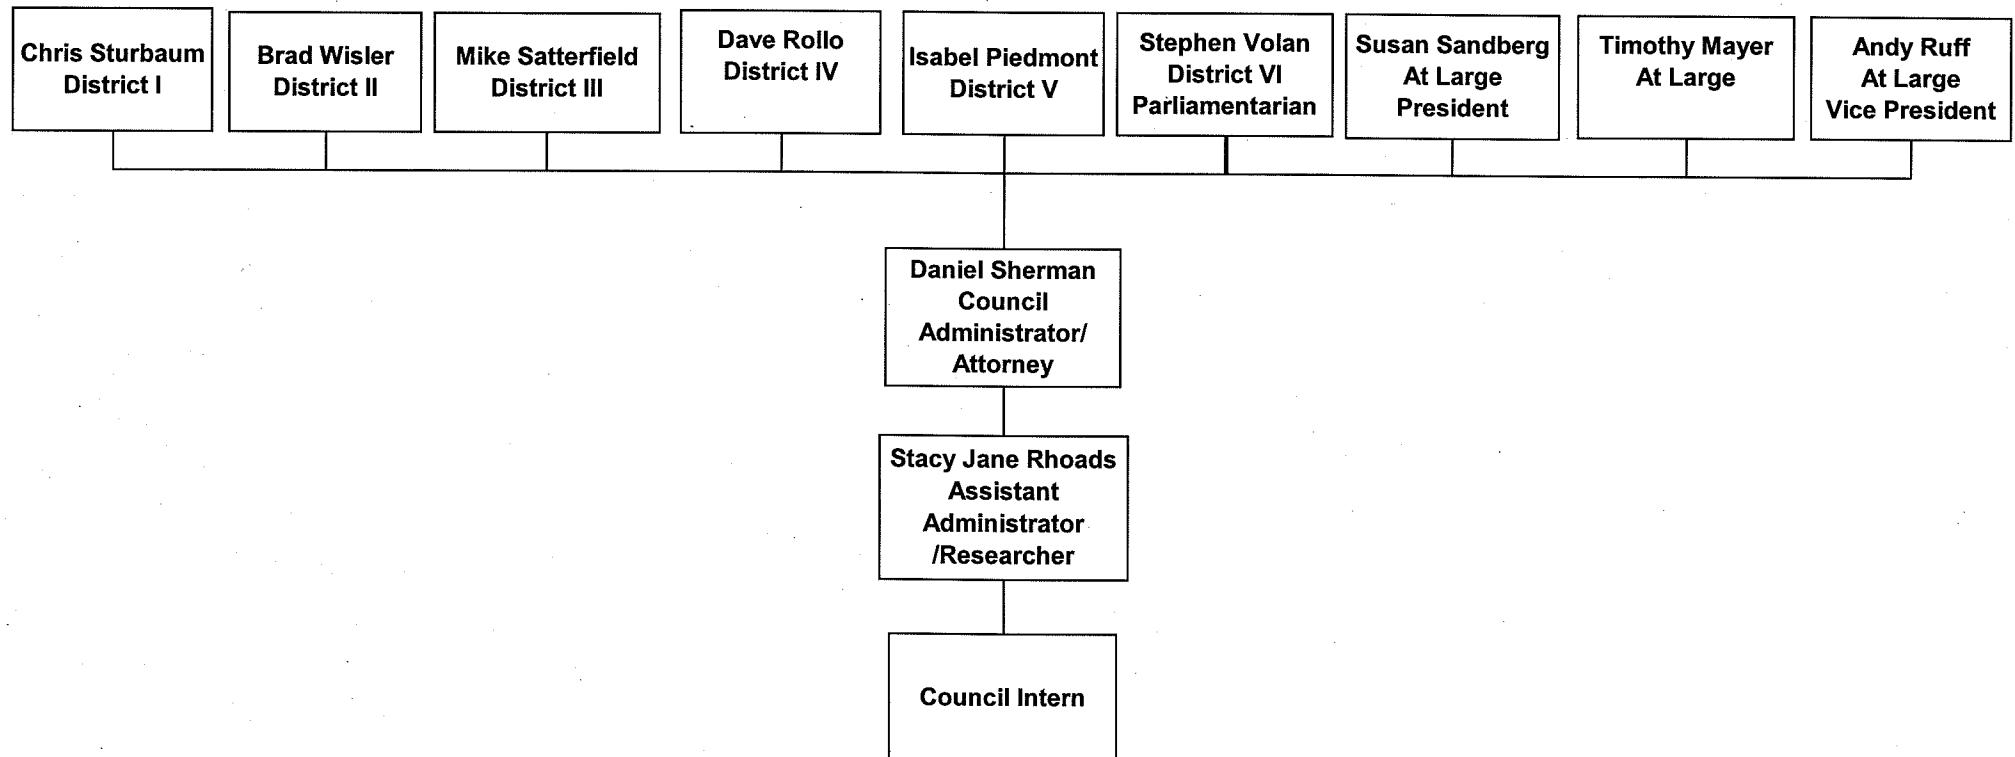 Chris Sturbaum
District I
Brad Wisler
District II
Mike Satterfield
District III
Dave Rollo
District IV
Isabel Piedmont
District V
Stephen Volan
District VI
Parliamentarian
Susan Sandberg
At Large
President
Timothy Mayer
At Large
Andy Ruff
At Large
Vice President
Daniel Sherman
Council
Administrator/
Attorney
Stacy Jane Rhoads
Assistant
Administrator
/Researcher
Council Intern